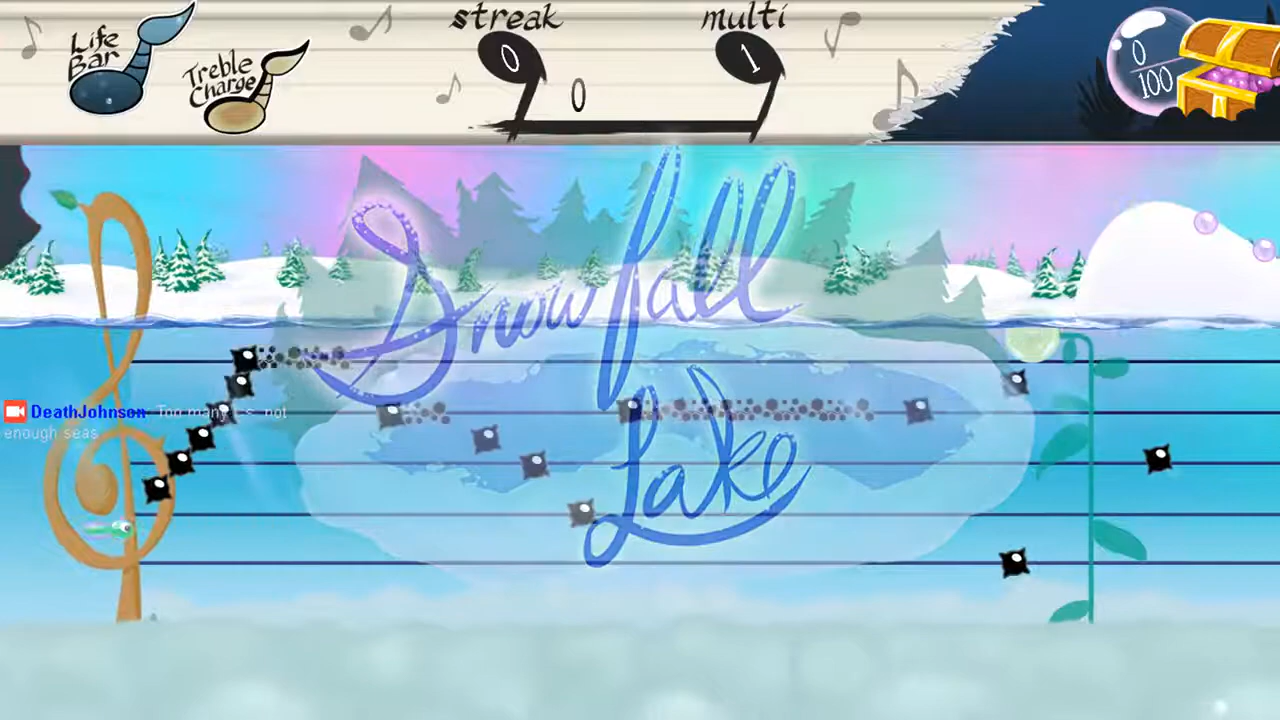 streak
multi
Life
Bar
Treble
Charge
0
1
0
0
100
Snowfall
Lake
DeathJohnson
enough seas